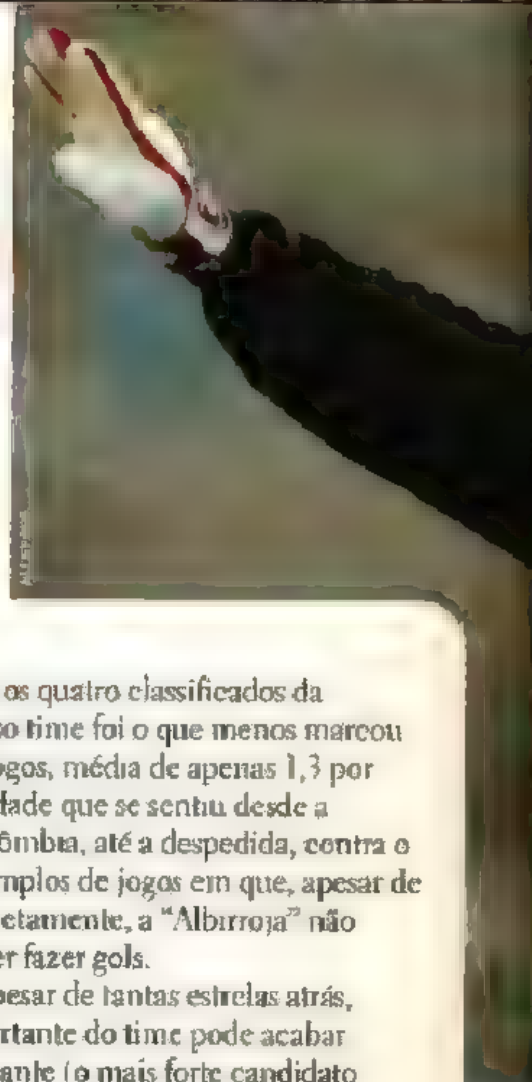 os quatro classificados da
so time foi o que menos marcou
ogos, média de apenas 1,3 por
dade que se sentiu desde a
ômbia, até a despedida, contra o
mplos de jogos em que, apesar de
etamente, a “Albirroja” não
er fazer gols.
pesar de tantas estrelas atrás,
rtante do time pode acabar
ante (o mais forte candidato